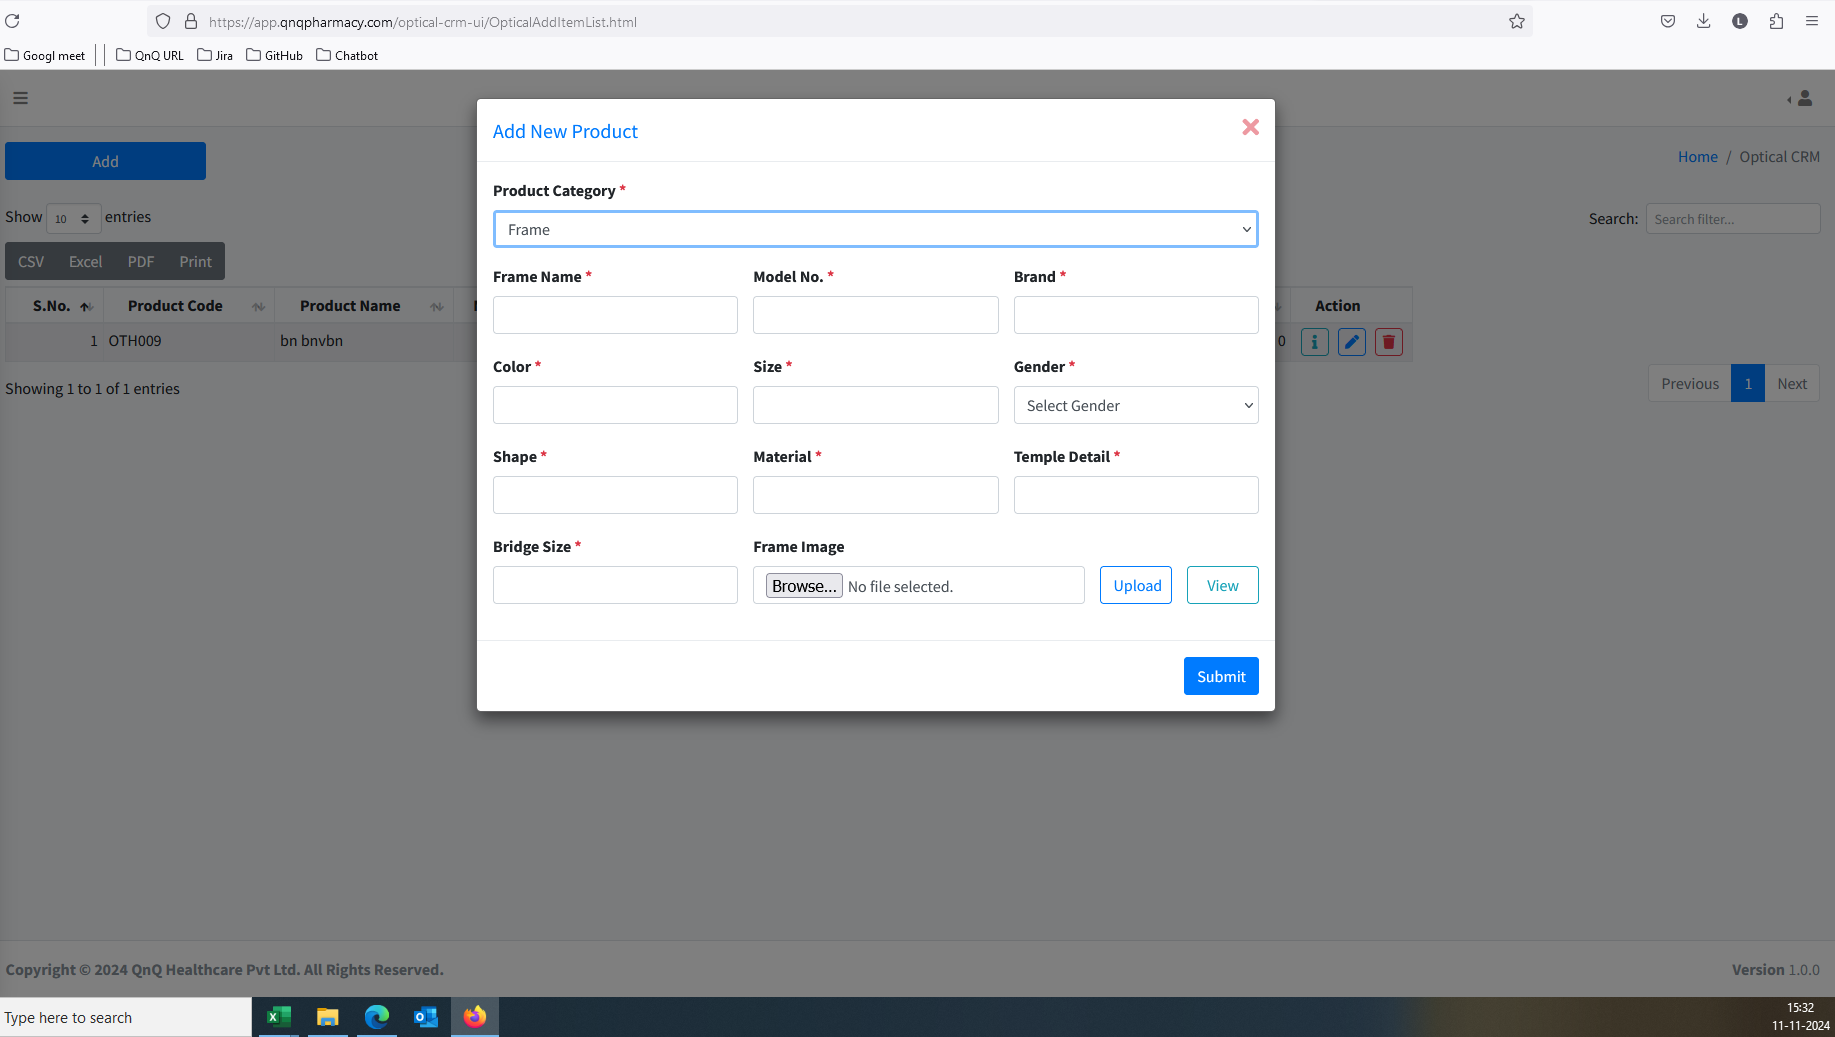 https://app.qnqpharmacy.com/optical-crm-ui/OpticalAddItemList.html
L
Googl meet
QnQ URL
Jira
GitHub
Chatbot
Add New Product
Add
Home / Optical CRM
Product Category *
Show 10 entries
Search: Search filter...
Frame
CSV Excel PDF Print
Frame Name * Model No. * Brand *
S.No. Product Code Product Name Action
1 OTH009 bn bnvbn 0
Color * Size * Gender *
Showing 1 to 1 of 1 entries
Previous 1 Next
Select Gender
Shape * Material * Temple Detail *
Bridge Size * Frame Image
Browse... No file selected. Upload View
Submit
Copyright © 2024 QnQ Healthcare Pvt Ltd. All Rights Reserved.
Version 1.0.0
Type here to search
15:32
11-11-2024